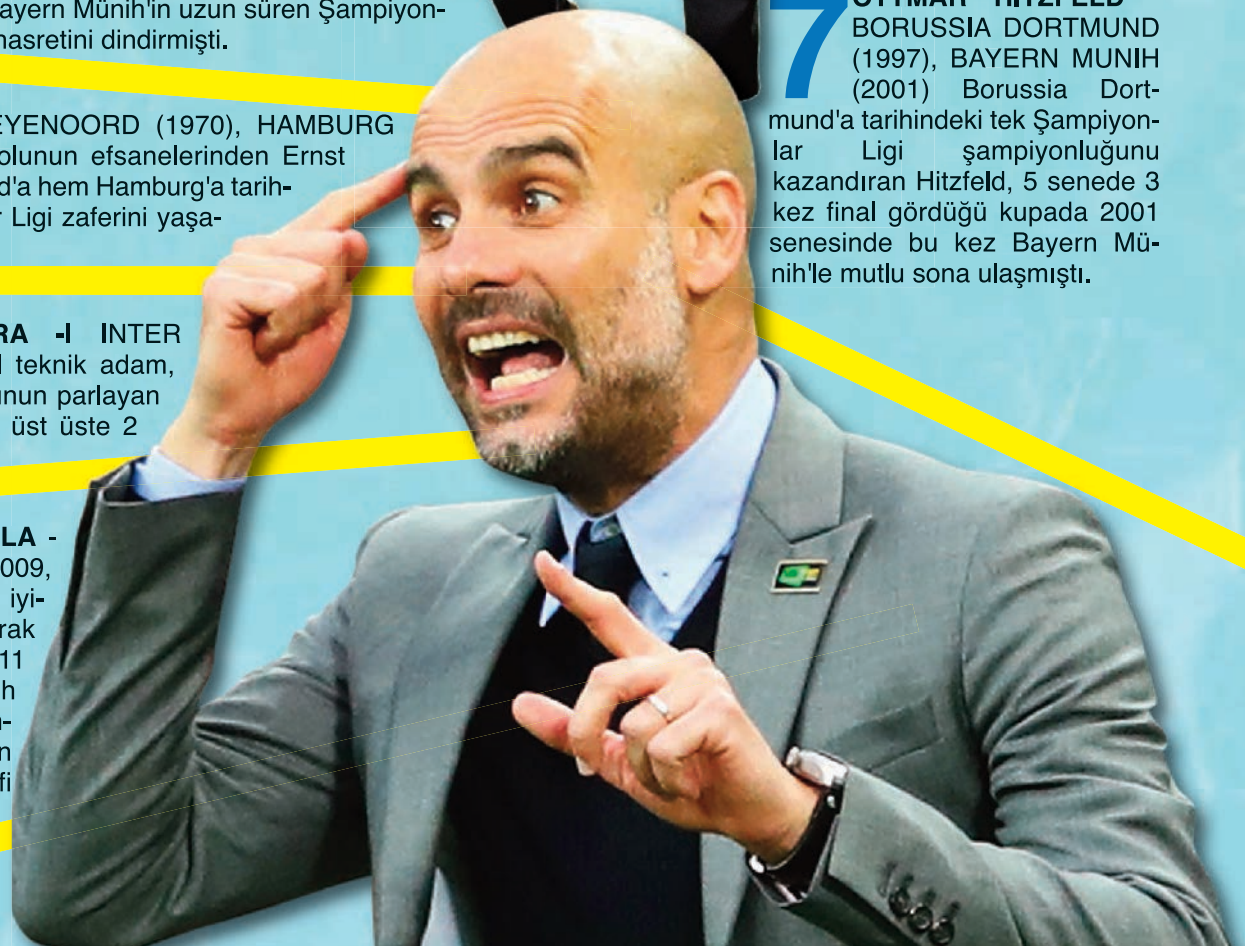 ayern Münih'in uzun süren Şampiyon-
hasretini dindirmişti.
EYENOORD (1970), HAMBURG
olunun efsanelerinden Ernst
d'a hem Hamburg'a tarih-
r Ligi zaferini yaşa-
RA -I INTER
l teknik adam,
unun parlayan
üst üste 2
LA -
009,
iyi-
rak
11
h
n
fi
7
OTTMAR HITZFELD
BORUSSIA DORTMUND
(1997), BAYERN MUNIH
(2001) Borussia Dort-
mund'a tarihindeki tek Şampiyon-
lar Ligi şampiyonluğunu
kazandıran Hitzfeld, 5 senede 3
kez final gördüğü kupada 2001
senesinde bu kez Bayern Mü-
nih'le mutlu sona ulaşmıştı.